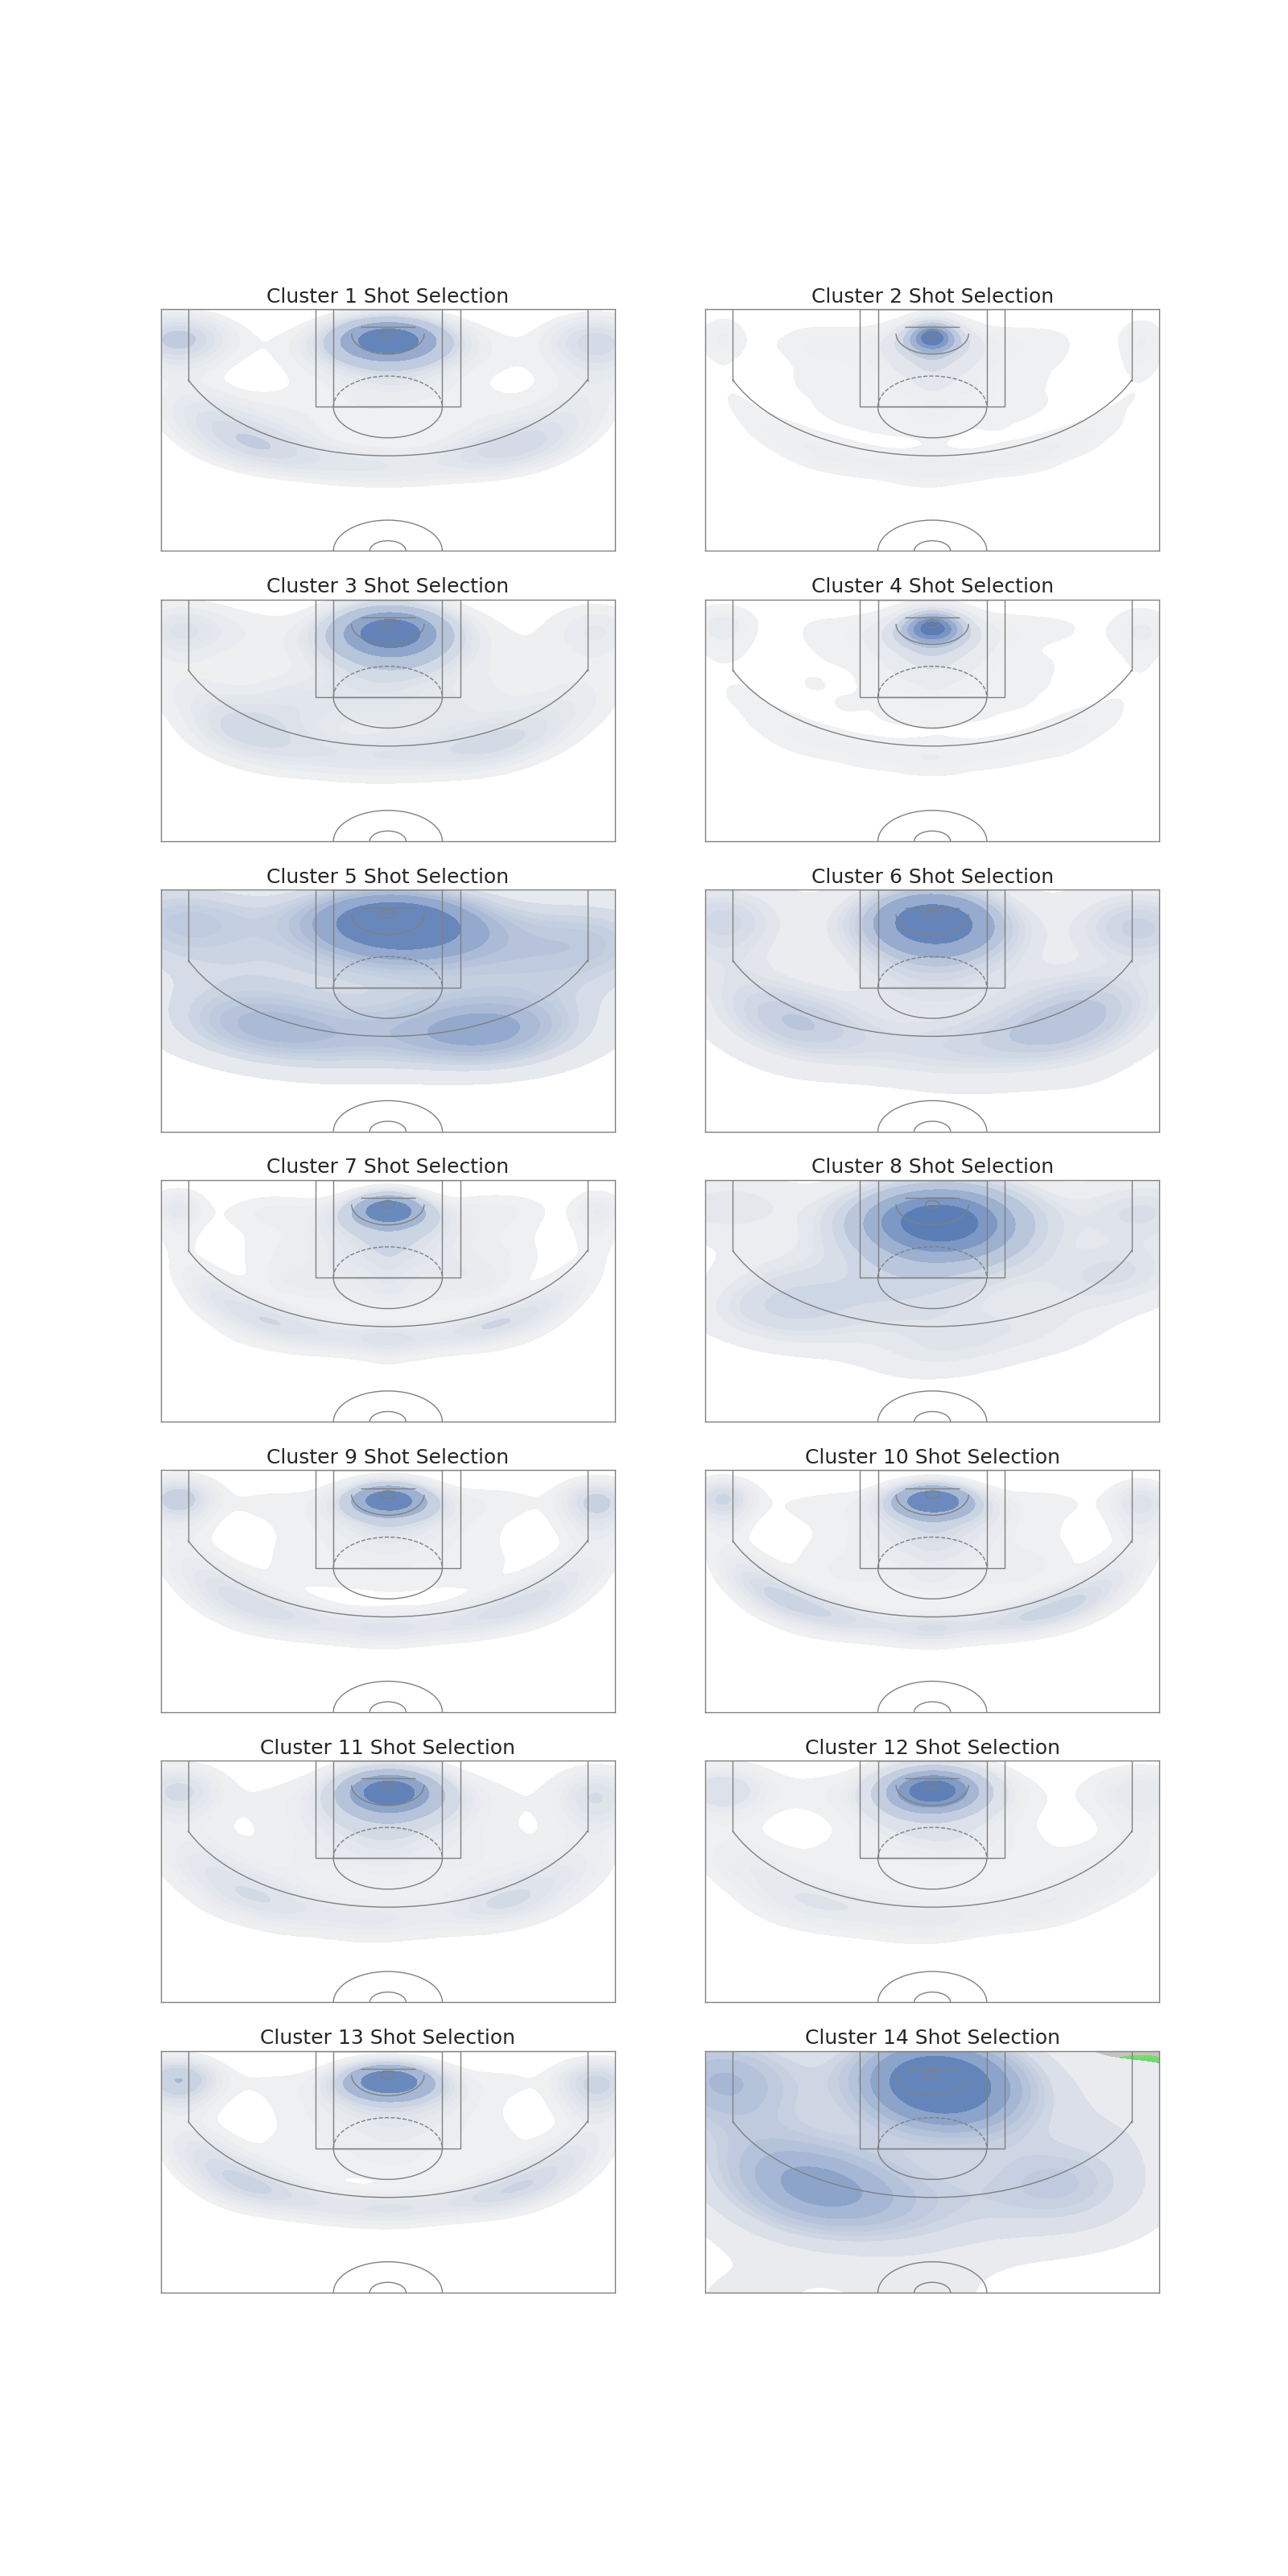 Cluster 1 Shot Selection
Cluster 2 Shot Selection
Cluster 3 Shot Selection
Cluster 4 Shot Selection
Cluster 5 Shot Selection
Cluster 6 Shot Selection
Cluster 7 Shot Selection
Cluster 8 Shot Selection
Cluster 9 Shot Selection
Cluster 10 Shot Selection
Cluster 11 Shot Selection
Cluster 12 Shot Selection
Cluster 13 Shot Selection
Cluster 14 Shot Selection